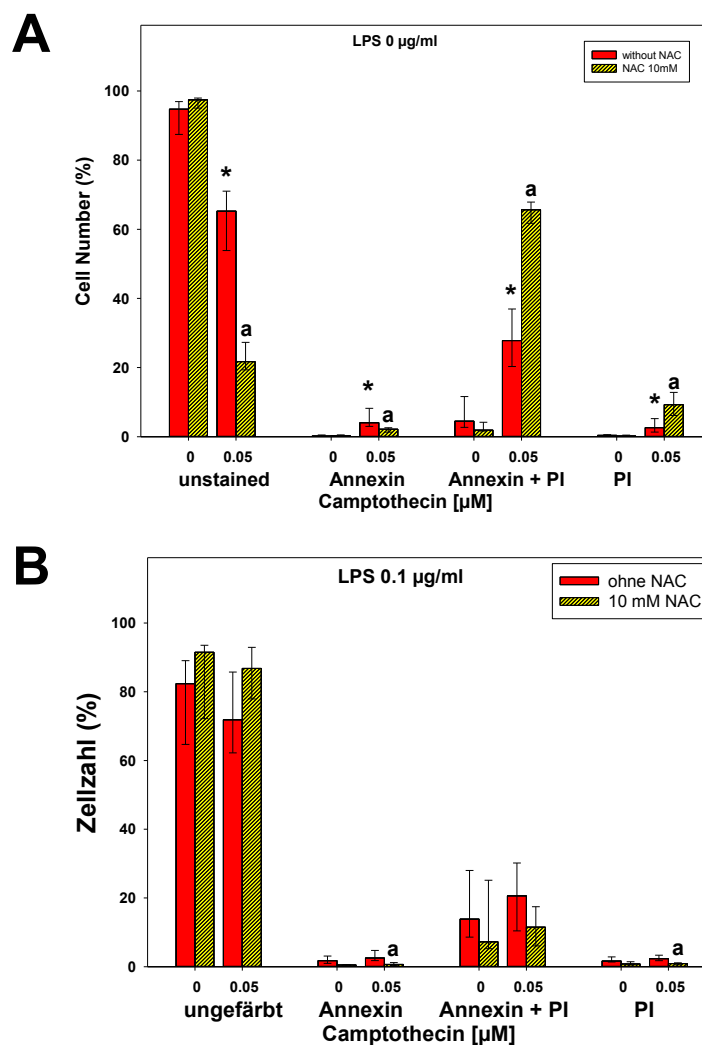 A
LPS 0 µg/ml
without NAC
NAC 10mM
Cell Number (%)
100
80
60
40
20
0
*
a
*
a
*
a
*
a
0 0.05 0 0.05 0 0.05 0 0.05
unstained Annexin Annexin + PI PI
Camptothecin [µM]
B
LPS 0.1 µg/ml
ohne NAC
10 mM NAC
Zellzahl (%)
100
80
60
40
20
0
a
a
0 0.05 0 0.05 0 0.05 0 0.05
ungefärbt Annexin Annexin + PI PI
Camptothecin [µM]